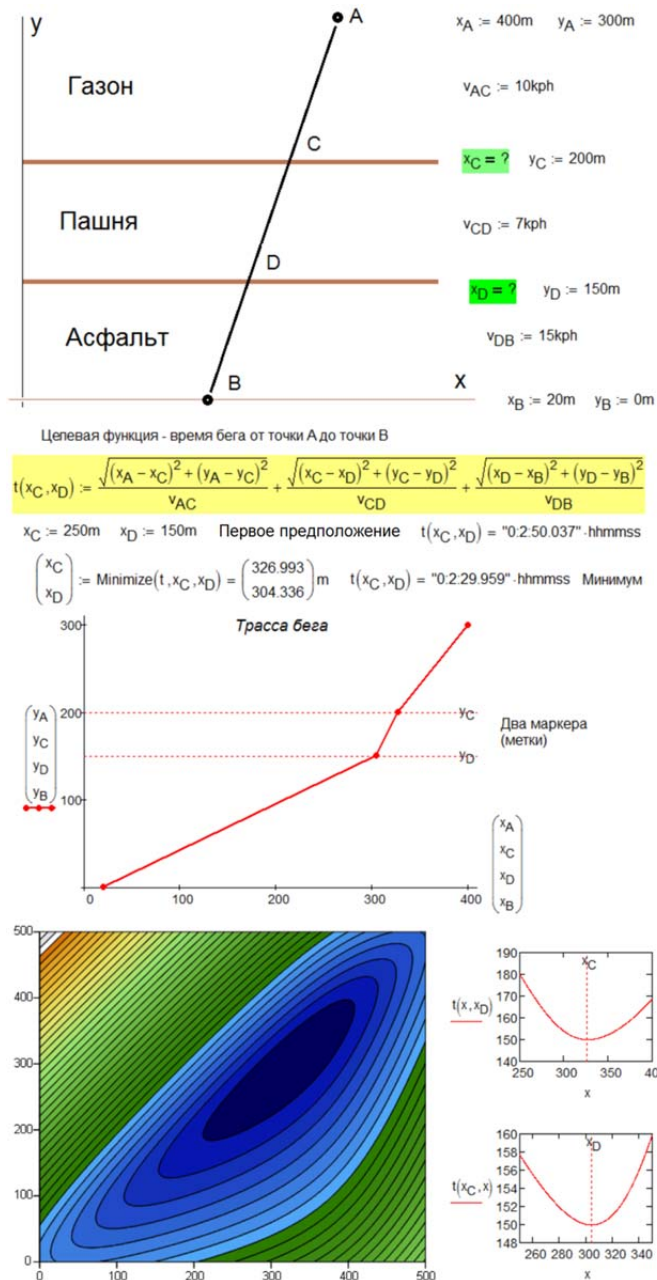 y
A
x_A := 400m y_A := 300m
Газон
v_AC := 10kph
C
x_C = ? y_C := 200m
Пашня
v_CD := 7kph
D
x_D = ? y_D := 150m
Асфальт
v_DB := 15kph
B
x
x_B := 20m y_B := 0m
Целевая функция - время бега от точки A до точки B
t(x_C, x_D) := √((x_A − x_C)² + (y_A − y_C)²) / v_AC + √((x_C − x_D)² + (y_C − y_D)²) / v_CD + √((x_D − x_B)² + (y_D − y_B)²) / v_DB
x_C := 250m x_D := 150m Первое предположение t(x_C, x_D) = "0:2:50.037"·hhmmss
(x_C x_D) := Minimize(t, x_C, x_D) = (326.993 304.336) m t(x_C, x_D) = "0:2:29.959"·hhmmss Минимум
Трасса бега
300
200
100
y_A
y_C
y_D
y_B
y_C
y_D
Два маркера
(метки)
0 100 200 300 400
x_A
x_C
x_D
x_B
500
400
300
200
100
0
0 100 200 300 400 500
190
180
170
160
150
140
x_C
t(x, x_D)
250 300 350 40
x
160
158
156
154
152
150
148
x_D
t(x_C, x)
260 280 300 320 340
x